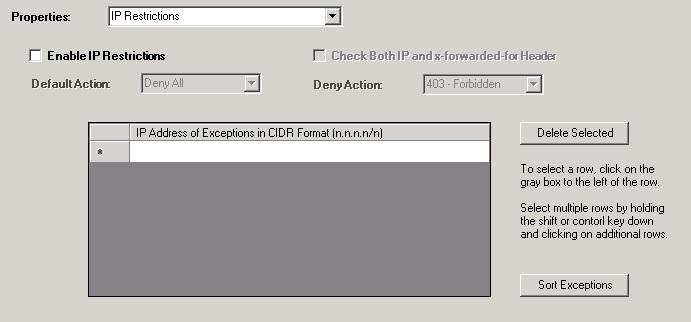 Properties: IP Restrictions
Enable IP Restrictions Check Both IP and x-forwarded-for Header
Default Action: Deny All Deny Action: 403 - Forbidden
IP Address of Exceptions in CIDR Format (n.n.n.n/n) Delete Selected
*
To select a row, click on the
gray box to the left of the row.
Select multiple rows by holding
the shift or contorl key down
and clicking on additional rows.
Sort Exceptions